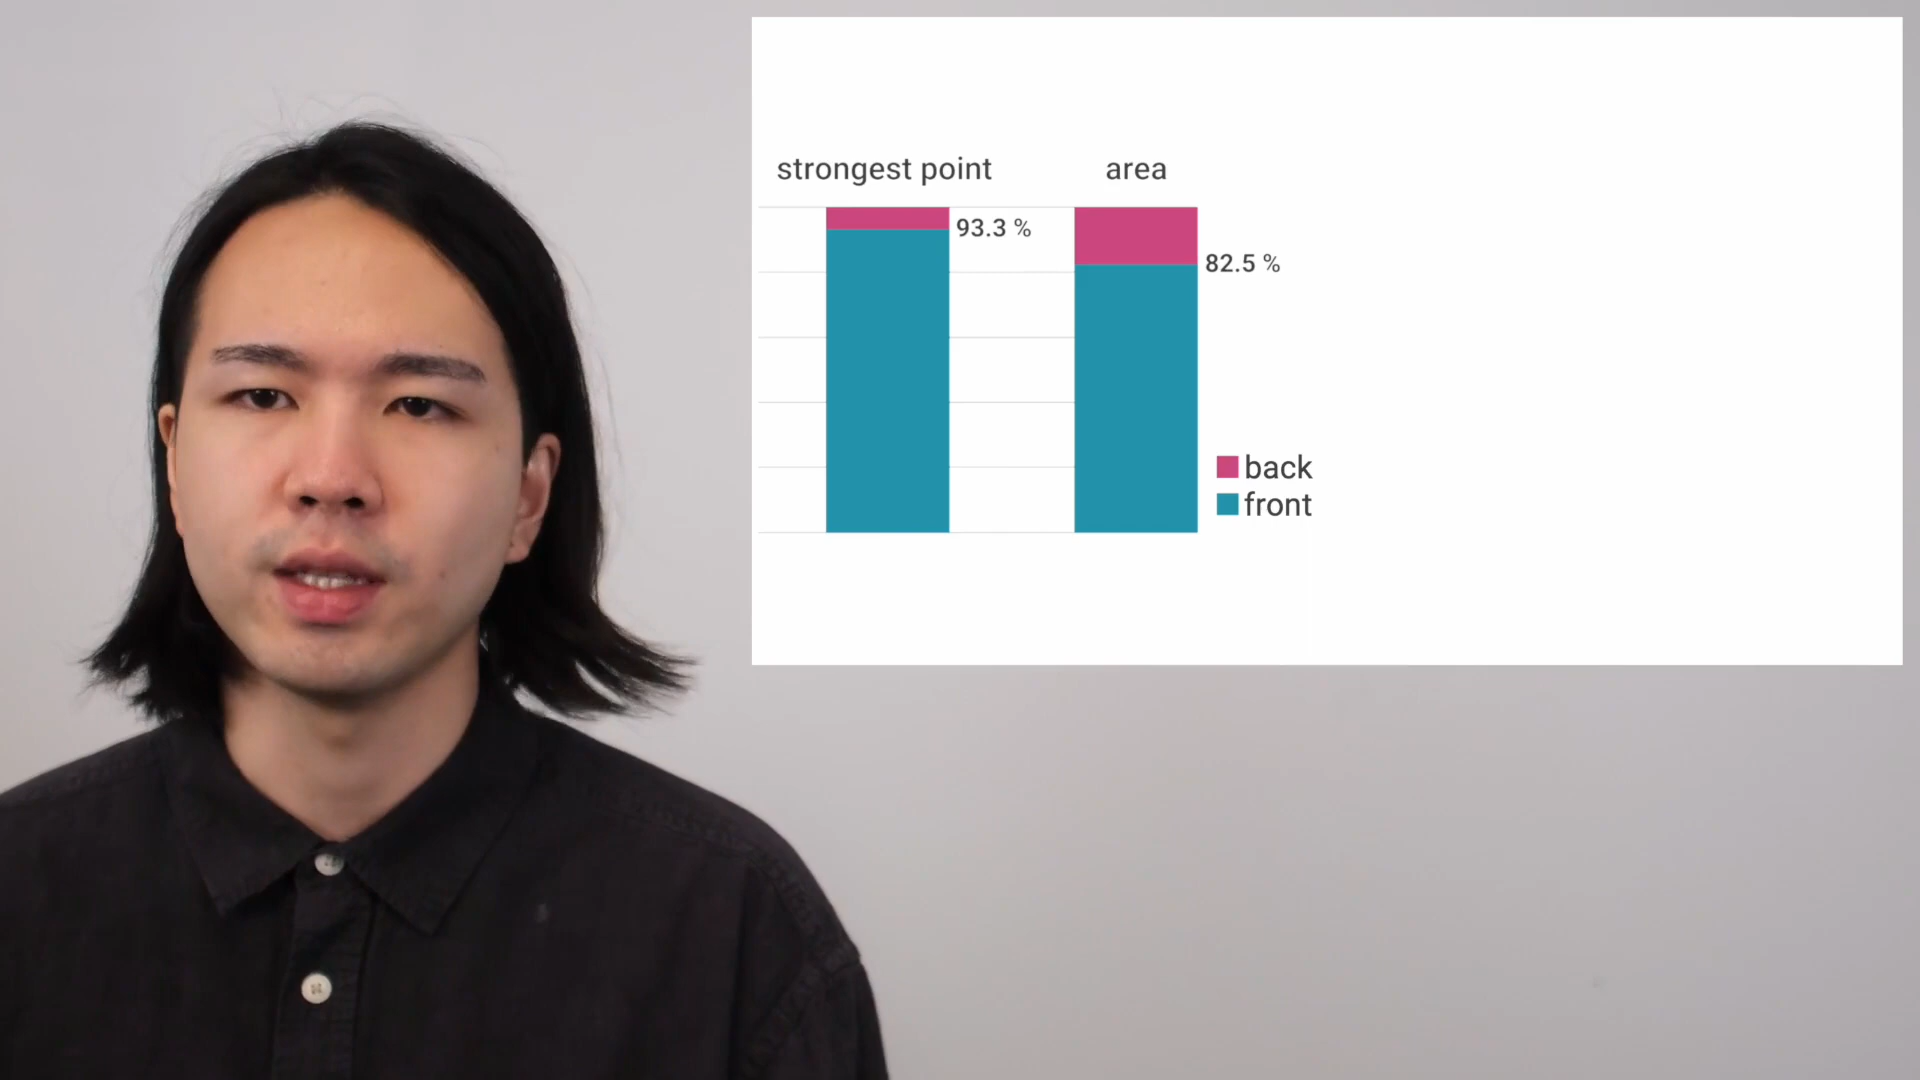 strongest point
area
93.3 %
82.5 %
back
front